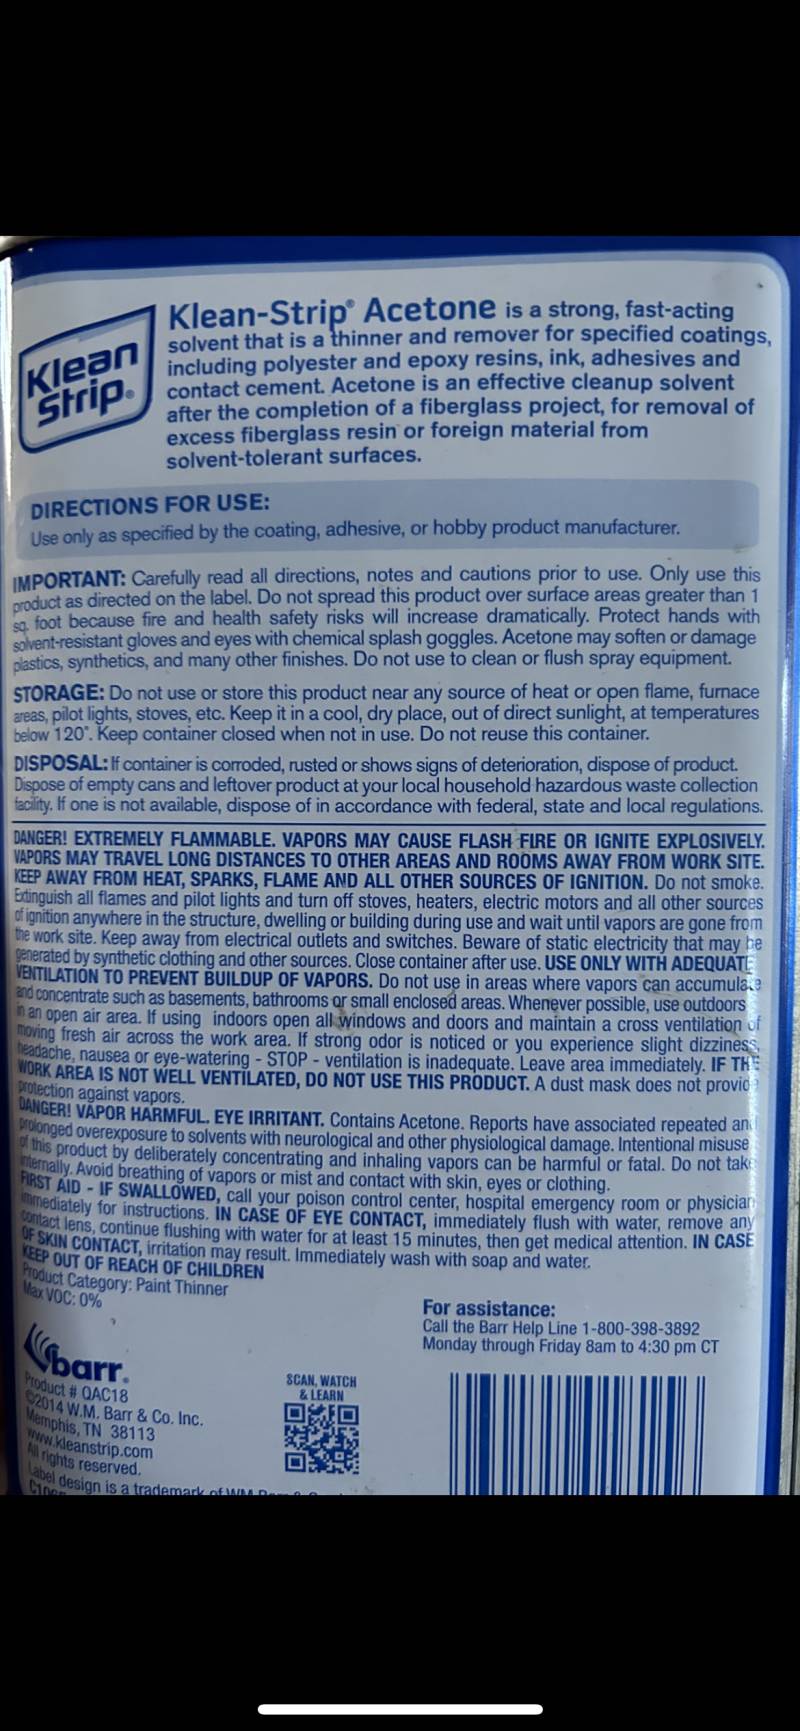 Klean
Strip®
Klean-Strip® Acetone is a strong, fast-acting
solvent that is a thinner and remover for specified coatings,
including polyester and epoxy resins, ink, adhesives and
contact cement. Acetone is an effective cleanup solvent
after the completion of a fiberglass project, for removal of
excess fiberglass resin or foreign material from
solvent-tolerant surfaces.
DIRECTIONS FOR USE:
Use only as specified by the coating, adhesive, or hobby product manufacturer.
IMPORTANT: Carefully read all directions, notes and cautions prior to use. Only use this
product as directed on the label. Do not spread this product over surface areas greater than 1
sq. foot because fire and health safety risks will increase dramatically. Protect hands with
solvent-resistant gloves and eyes with chemical splash goggles. Acetone may soften or damage
plastics, synthetics, and many other finishes. Do not use to clean or flush spray equipment.
STORAGE: Do not use or store this product near any source of heat or open flame, furnace
areas, pilot lights, stoves, etc. Keep it in a cool, dry place, out of direct sunlight, at temperatures
below 120°. Keep container closed when not in use. Do not reuse this container.
DISPOSAL: If container is corroded, rusted or shows signs of deterioration, dispose of product.
Dispose of empty cans and leftover product at your local household hazardous waste collection
facility. If one is not available, dispose of in accordance with federal, state and local regulations.
DANGER! EXTREMELY FLAMMABLE. VAPORS MAY CAUSE FLASH FIRE OR IGNITE EXPLOSIVELY.
VAPORS MAY TRAVEL LONG DISTANCES TO OTHER AREAS AND ROOMS AWAY FROM WORK SITE.
KEEP AWAY FROM HEAT, SPARKS, FLAME AND ALL OTHER SOURCES OF IGNITION. Do not smoke.
Extinguish all flames and pilot lights and turn off stoves, heaters, electric motors and all other sources
of ignition anywhere in the structure, dwelling or building during use and wait until vapors are gone from
the work site. Keep away from electrical outlets and switches. Beware of static electricity that may be
generated by synthetic clothing and other sources. Close container after use. USE ONLY WITH ADEQUATE
VENTILATION TO PREVENT BUILDUP OF VAPORS. Do not use in areas where vapors can accumulate
and concentrate such as basements, bathrooms or small enclosed areas. Whenever possible, use outdoors
in an open air area. If using indoors open all windows and doors and maintain a cross ventilation of
moving fresh air across the work area. If strong odor is noticed or you experience slight dizziness,
headache, nausea or eye-watering - STOP - ventilation is inadequate. Leave area immediately. IF THE
WORK AREA IS NOT WELL VENTILATED, DO NOT USE THIS PRODUCT. A dust mask does not provide
protection against vapors.
DANGER! VAPOR HARMFUL. EYE IRRITANT. Contains Acetone. Reports have associated repeated and
prolonged overexposure to solvents with neurological and other physiological damage. Intentional misuse
of this product by deliberately concentrating and inhaling vapors can be harmful or fatal. Do not take
internally. Avoid breathing of vapors or mist and contact with skin, eyes or clothing.
FIRST AID - IF SWALLOWED, call your poison control center, hospital emergency room or physician
immediately for instructions. IN CASE OF EYE CONTACT, immediately flush with water, remove any
contact lens, continue flushing with water for at least 15 minutes, then get medical attention. IN CASE
OF SKIN CONTACT, irritation may result. Immediately wash with soap and water.
KEEP OUT OF REACH OF CHILDREN
Product Category: Paint Thinner
Max VOC: 0%
For assistance:
Call the Barr Help Line 1-800-398-3892
Monday through Friday 8am to 4:30 pm CT
barr®
Product # QAC18
©2014 W.M. Barr & Co. Inc.
Memphis, TN 38113
www.kleanstrip.com
All rights reserved.
Label design is a trademark of WM
SCAN, WATCH
& LEARN